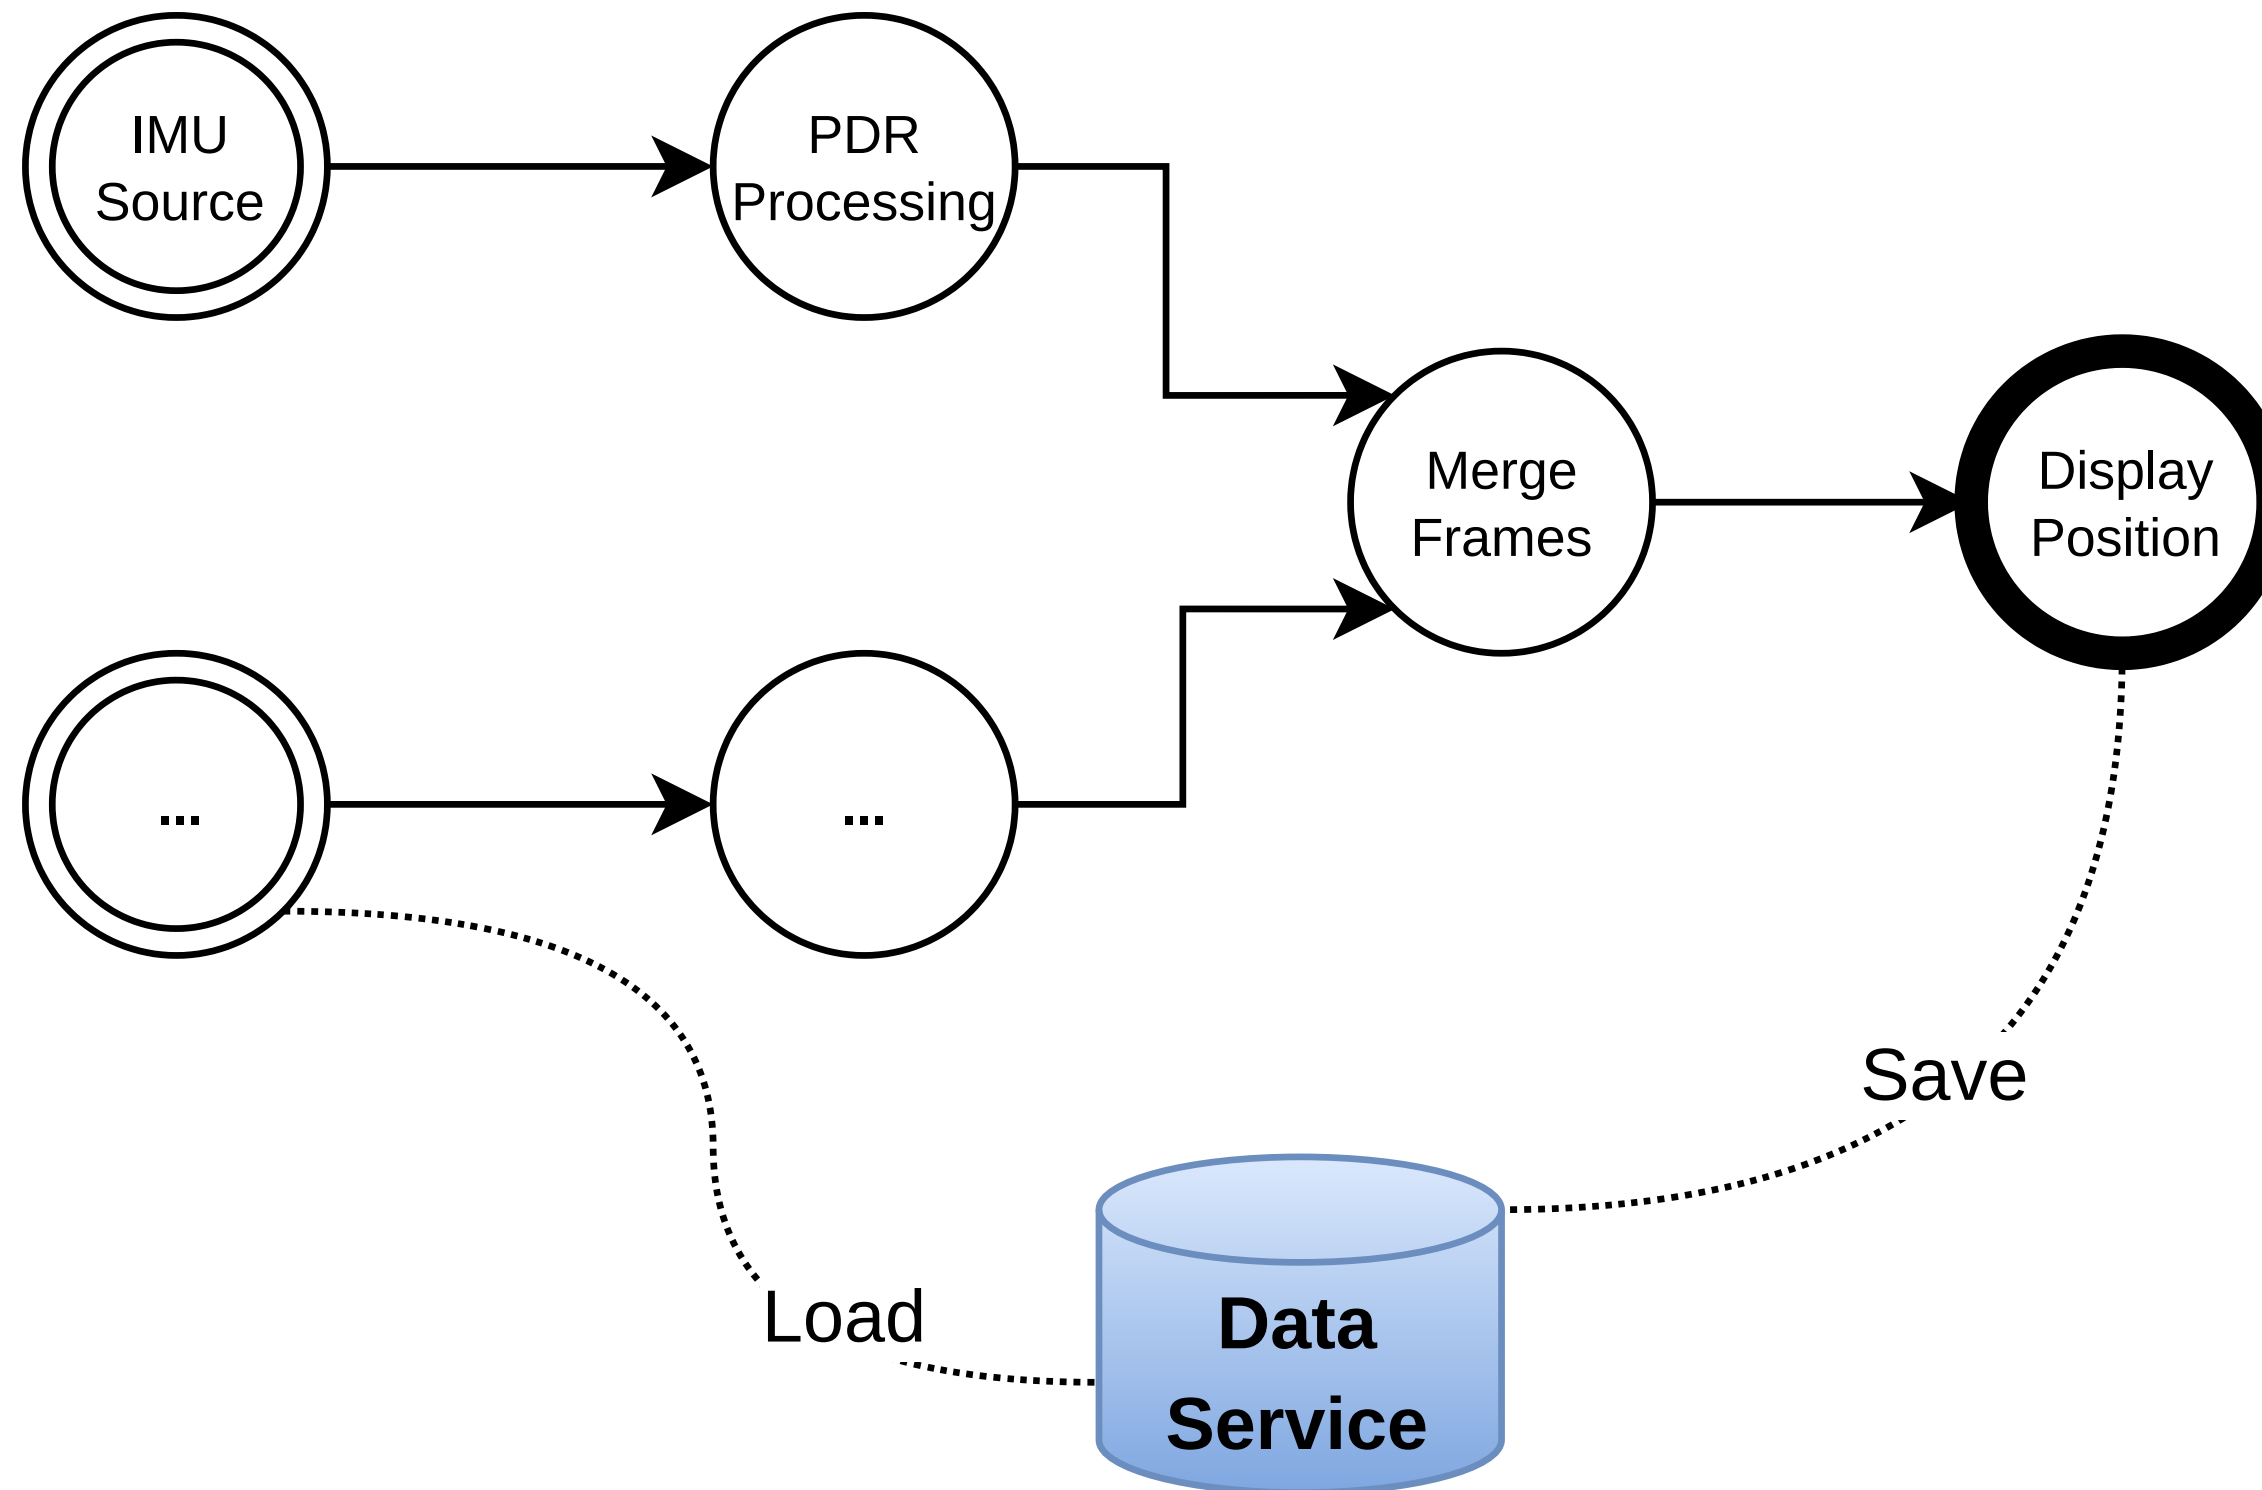 IMU
Source
PDR
Processing
Merge
Frames
Display
Position
...
...
Save
Load
Data
Service